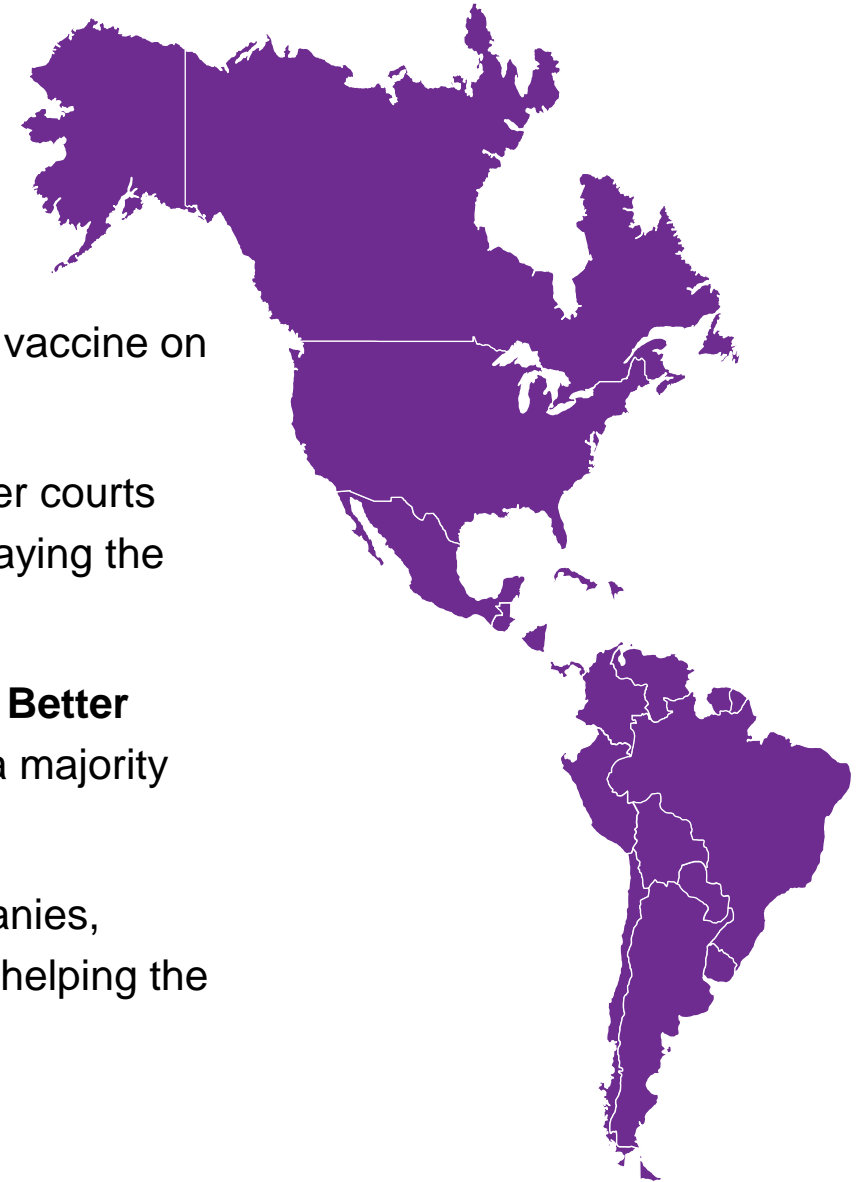 vaccine on
er courts
aying the
Better
a majority
anies,
helping the